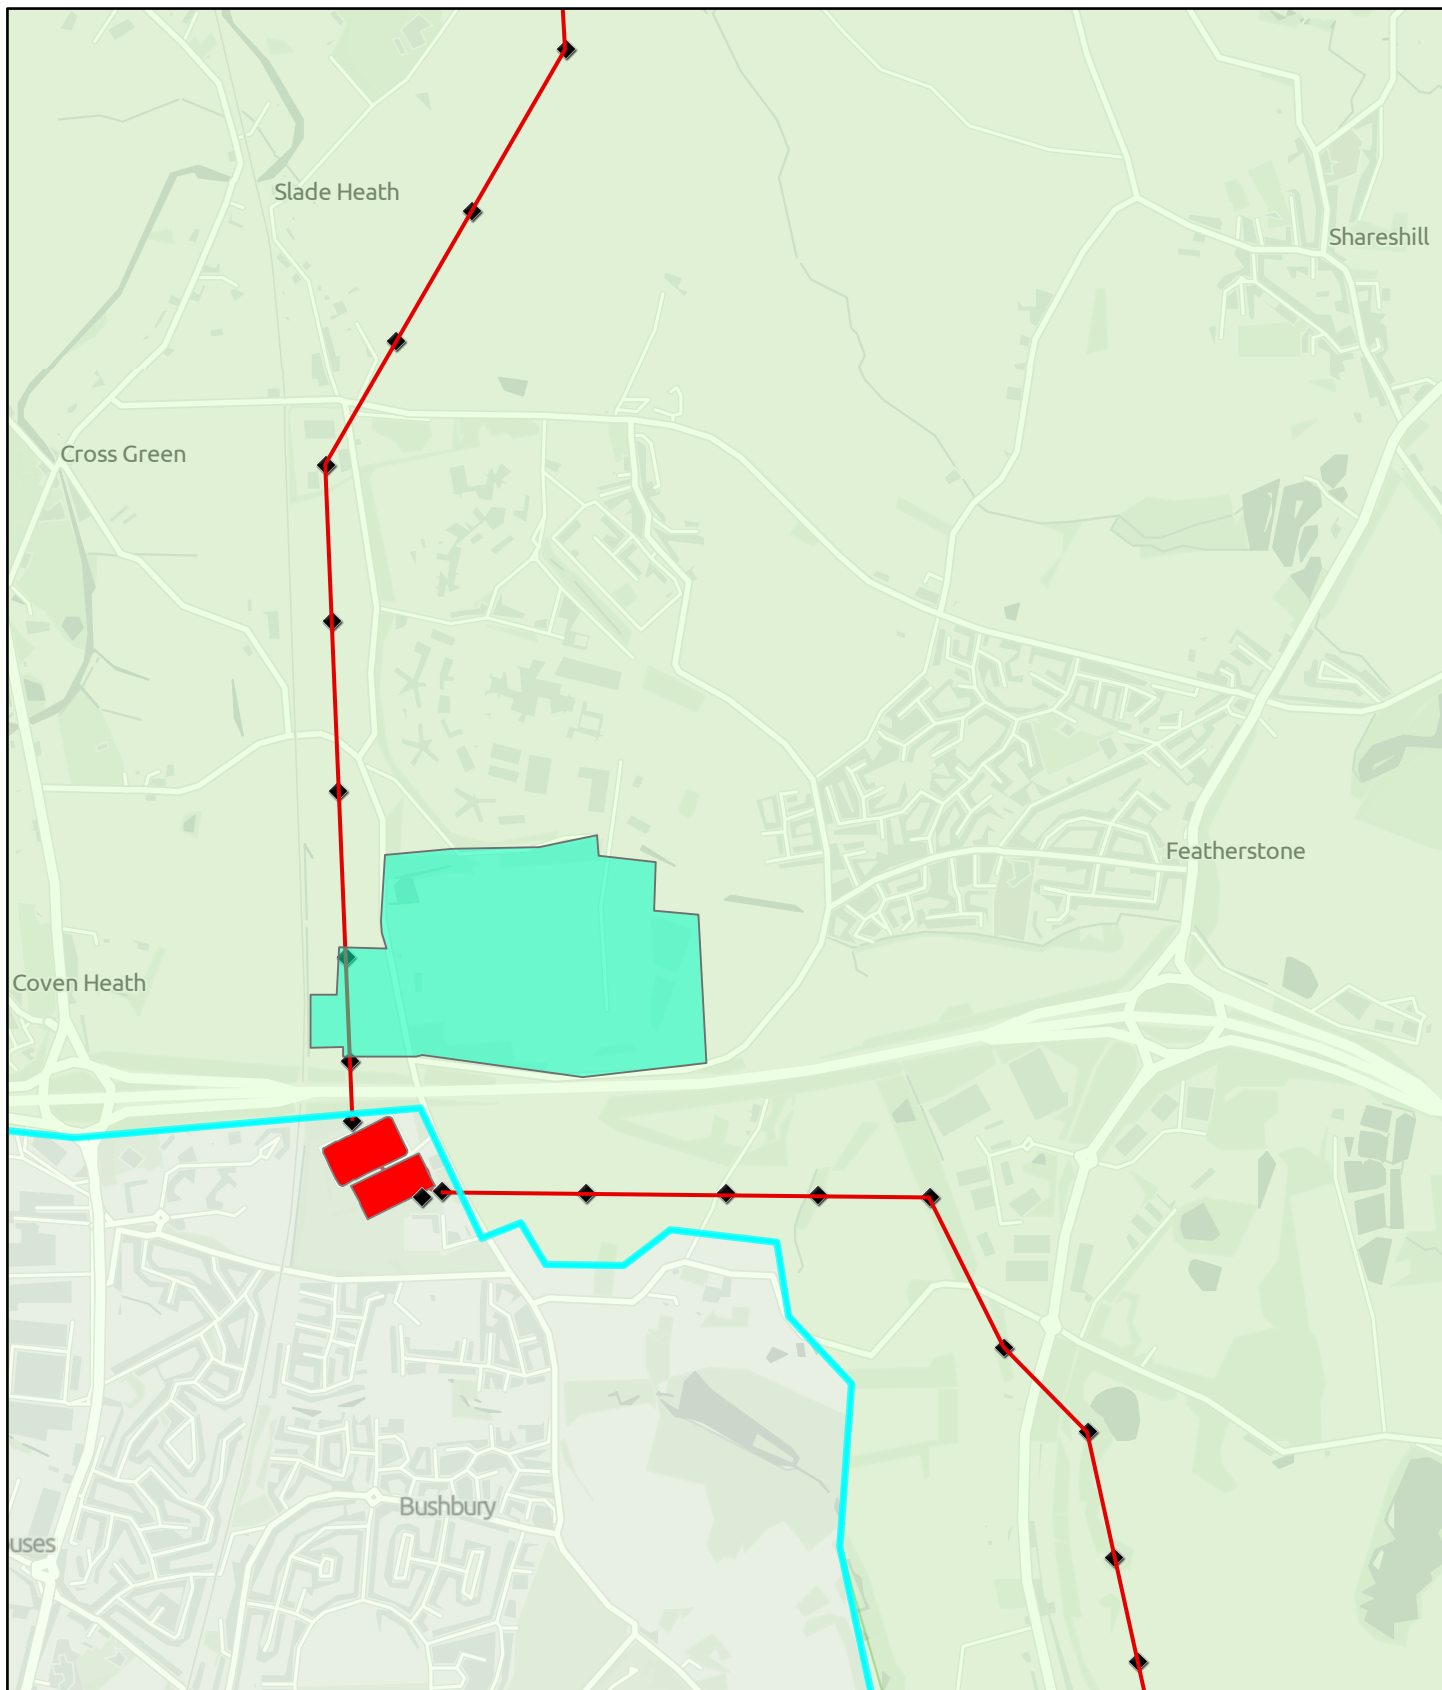 Slade Heath
Shareshill
Cross Green
Featherstone
Coven Heath
Bushbury
uses